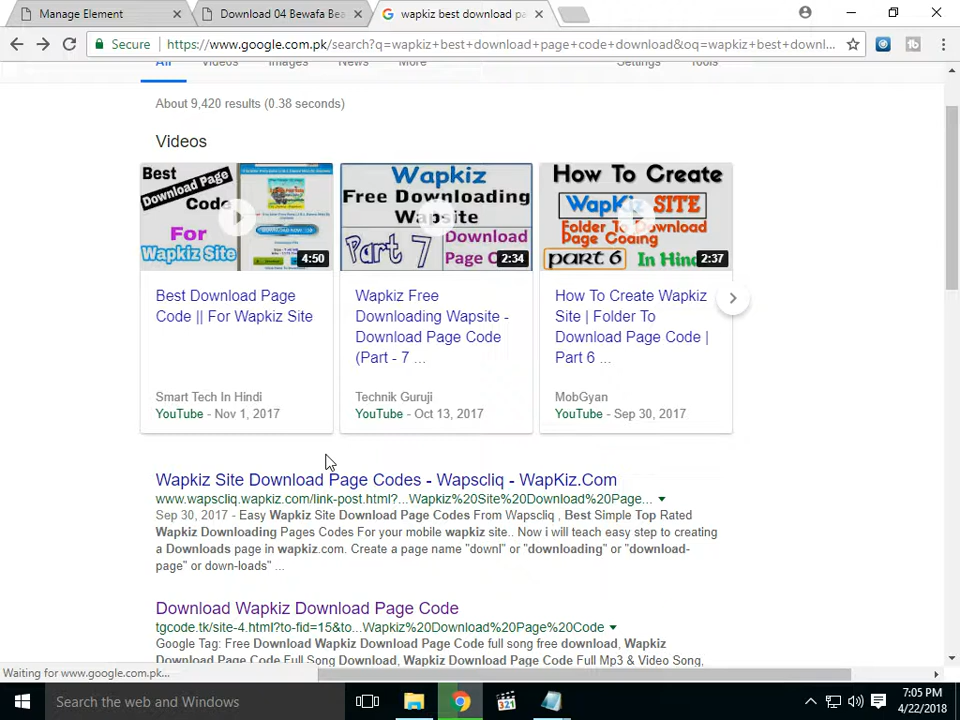 Manage Element
Download 04 Bewafa Bea
wapkiz best download pa
Secure
https://www.google.com.pk/search?q=wapkiz+best+download+page+code+download&oq=wapkiz+best+downl...
All Videos Images News More Settings Tools
About 9,420 results (0.38 seconds)
Videos
Best
Download Page
Code
For
Wapkiz Site
4:50
Wapkiz
Free Downloading
Wapsite
Part 7
Download
Page C
2:34
How To Create
WapKiz SITE
Folder To Download
Page Coding
part 6 In Hindi
2:37
Best Download Page
Code || For Wapkiz Site
Smart Tech In Hindi
YouTube - Nov 1, 2017
Wapkiz Free
Downloading Wapsite -
Download Page Code
(Part - 7 ...
Technik Guruji
YouTube - Oct 13, 2017
How To Create Wapkiz
Site | Folder To
Download Page Code |
Part 6 ...
MobGyan
YouTube - Sep 30, 2017
Wapkiz Site Download Page Codes - Wapscliq - WapKiz.Com
www.wapscliq.wapkiz.com/link-post.html?...Wapkiz%20Site%20Download%20Page...
Sep 30, 2017 - Easy Wapkiz Site Download Page Codes From Wapscliq , Best Simple Top Rated
Wapkiz Downloading Pages Codes For your mobile wapkiz site.. Now i will teach easy step to creating
a Downloads page in wapkiz.com. Create a page name "downl" or "downloading" or "download-
page" or down-loads" ...
Download Wapkiz Download Page Code
tgcode.tk/site-4.html?to-fid=15&to...Wapkiz%20Download%20Page%20Code
Google Tag: Free Download Wapkiz Download Page Code full song free download, Wapkiz
Download Page Code Full Song Download, Wapkiz Download Page Code Full Mp3 & Video Song,
Waiting for www.google.com.pk...
Search the web and Windows
321
7:05 PM
4/22/2018